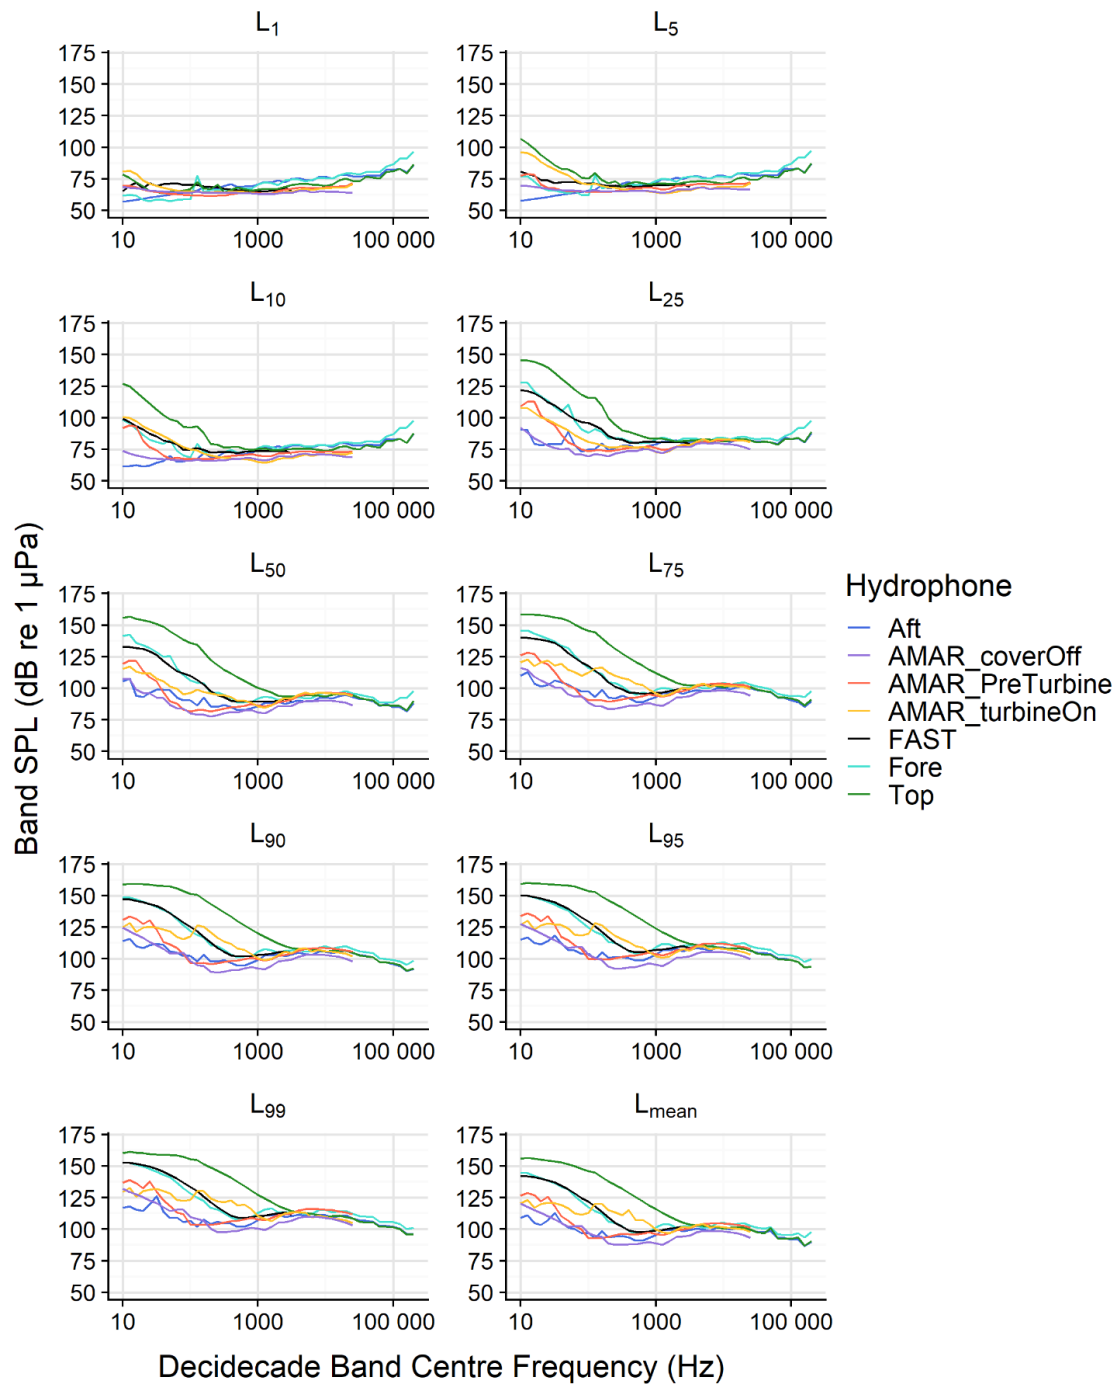 L1 L5
175 175
150 150
125 125
100 100
75 75
50 50
10 1000 100 000 10 1000 100 000
L10 L25
175 175
150 150
125 125
100 100
75 75
50 50
10 1000 100 000 10 1000 100 000
L50 L75
175 175
150 150
125 125
100 100
75 75
50 50
10 1000 100 000 10 1000 100 000
L90 L95
175 175
150 150
125 125
100 100
75 75
50 50
10 1000 100 000 10 1000 100 000
L99 Lmean
175 175
150 150
125 125
100 100
75 75
50 50
10 1000 100 000 10 1000 100 000
Band SPL (dB re 1 µPa)
Decidecade Band Centre Frequency (Hz)
Hydrophone
Aft
AMAR_coverOff
AMAR_PreTurbine
AMAR_turbineOn
FAST
Fore
Top